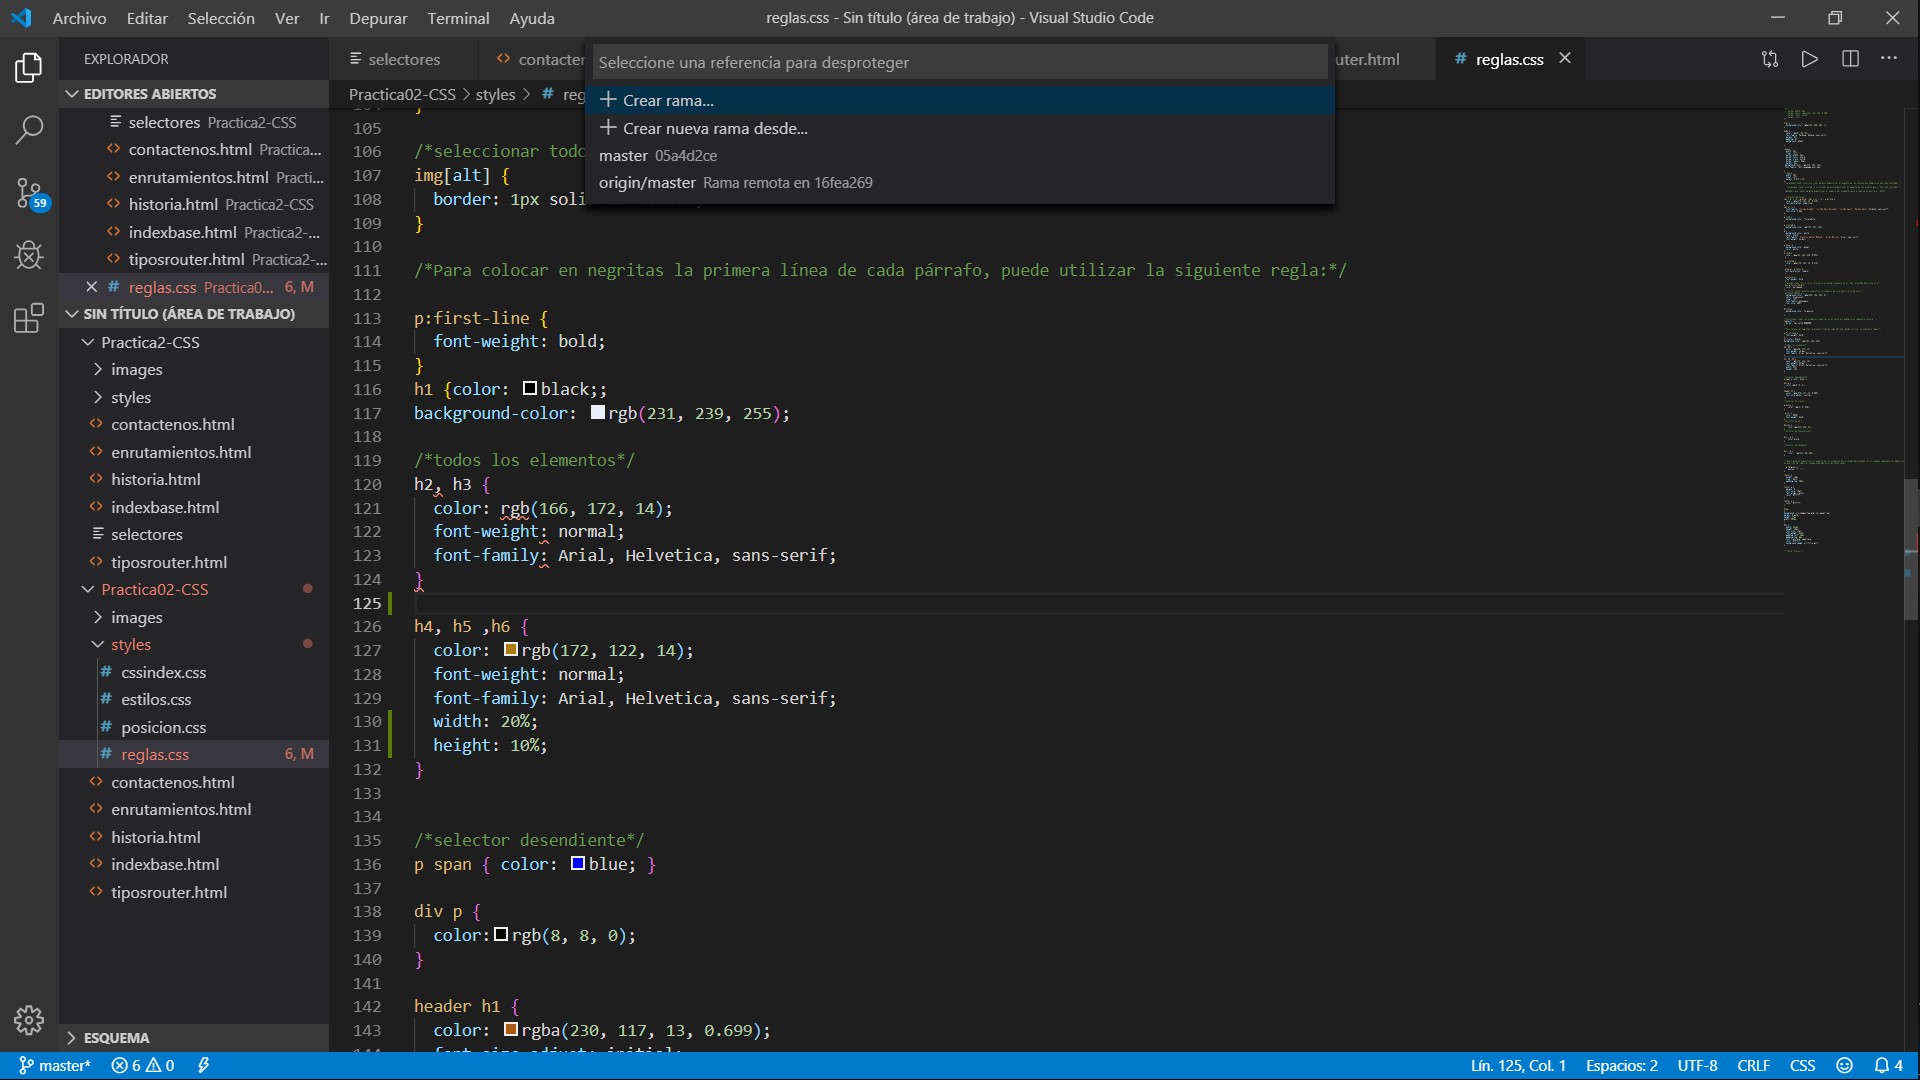 Archivo Editar Selección Ver Ir Depurar Terminal Ayuda
reglas.css - Sin título (área de trabajo) - Visual Studio Code
EXPLORADOR
EDITORES ABIERTOS
selectores Practica2-CSS
contactenos.html Practica...
enrutamientos.html Practi...
historia.html Practica2-CSS
indexbase.html Practica2-...
tiposrouter.html Practica2-...
reglas.css Practica0... 6, M
SIN TÍTULO (ÁREA DE TRABAJO)
Practica2-CSS
images
styles
contactenos.html
enrutamientos.html
historia.html
indexbase.html
selectores
tiposrouter.html
Practica02-CSS
images
styles
cssindex.css
estilos.css
posicion.css
reglas.css 6, M
contactenos.html
enrutamientos.html
historia.html
indexbase.html
tiposrouter.html
ESQUEMA
59
selectores contacten uter.html # reglas.css
Practica02-CSS > styles > # reg
Seleccione una referencia para desproteger
+ Crear rama...
+ Crear nueva rama desde...
master 05a4d2ce
origin/master Rama remota en 16fea269
105
106 /*seleccionar todo
107 img[alt] {
108 border: 1px soli
109 }
110
111 /*Para colocar en negritas la primera línea de cada párrafo, puede utilizar la siguiente regla:*/
112
113 p:first-line {
114 font-weight: bold;
115 }
116 h1 {color: black;;
117 background-color: rgb(231, 239, 255);
118
119 /*todos los elementos*/
120 h2, h3 {
121 color: rgb(166, 172, 14);
122 font-weight: normal;
123 font-family: Arial, Helvetica, sans-serif;
124 }
125
126 h4, h5 ,h6 {
127 color: rgb(172, 122, 14);
128 font-weight: normal;
129 font-family: Arial, Helvetica, sans-serif;
130 width: 20%;
131 height: 10%;
132 }
133
134
135 /*selector desendiente*/
136 p span { color: blue; }
137
138 div p {
139 color:rgb(8, 8, 0);
140 }
141
142 header h1 {
143 color: rgba(230, 117, 13, 0.699);
master* 6 0 Lín. 125, Col. 1 Espacios: 2 UTF-8 CRLF CSS 4